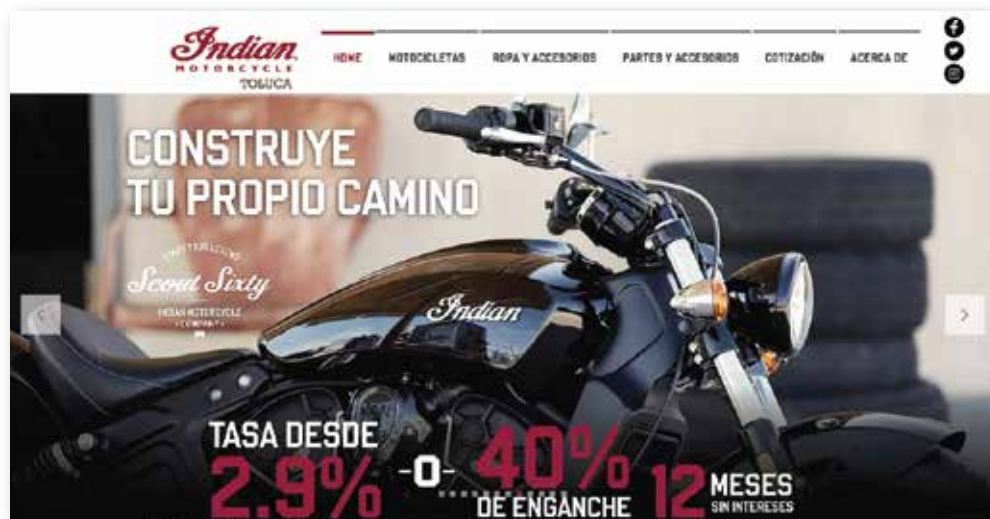 Indian
MOTORCYCLE
TOLUCA
HOME MOTOCICLETAS ROPA Y ACCESORIOS PARTES Y ACCESORIOS COTIZACIÓN ACERCA DE
CONSTRUYE
TU PROPIO CAMINO
Scout Sixty
INDIAN MOTORCYCLE
COMPANY
Indian
TASA DESDE
2.9% -O- 40% DE ENGANCHE 12 MESES SIN INTERESES